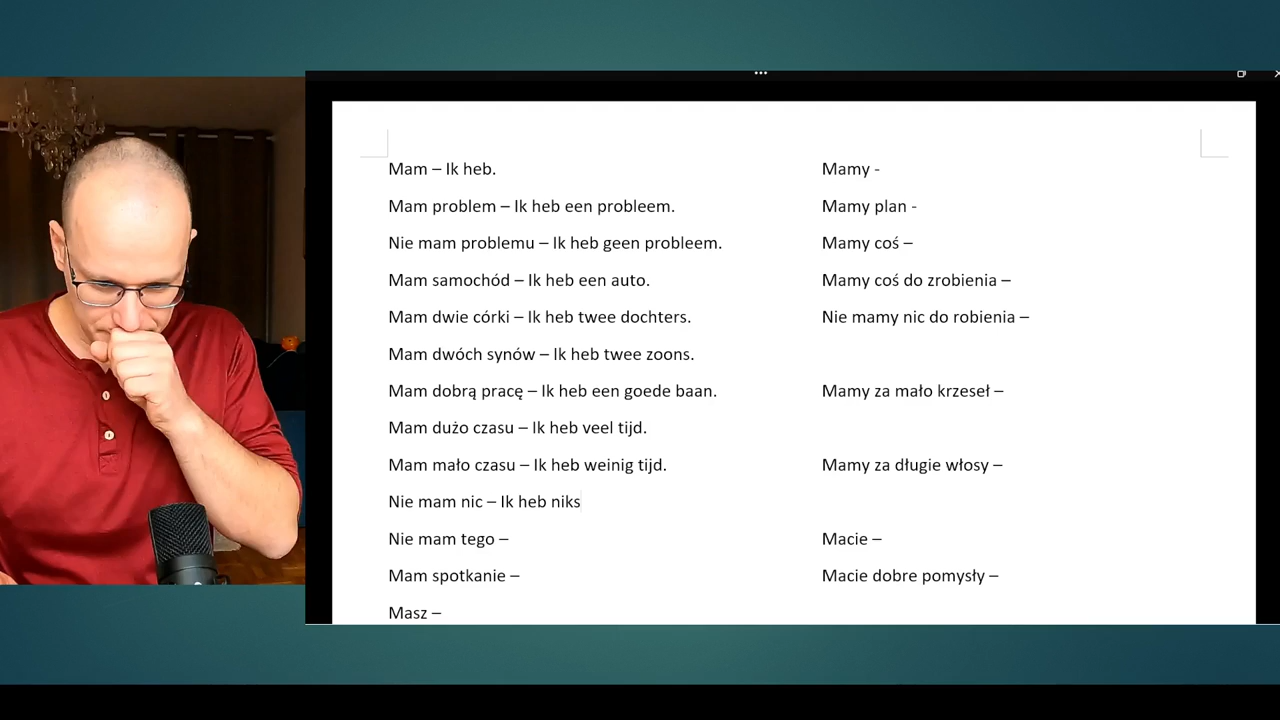 Mam – Ik heb.
Mam problem – Ik heb een probleem.
Nie mam problemu – Ik heb geen probleem.
Mam samochód – Ik heb een auto.
Mam dwie córki – Ik heb twee dochters.
Mam dwóch synów – Ik heb twee zoons.
Mam dobrą pracę – Ik heb een goede baan.
Mam dużo czasu – Ik heb veel tijd.
Mam mało czasu – Ik heb weinig tijd.
Nie mam nic – Ik heb niks
Nie mam tego –
Mam spotkanie –
Masz –
Mamy -
Mamy plan -
Mamy coś –
Mamy coś do zrobienia –
Nie mamy nic do robienia –
Mamy za mało krzeseł –
Mamy za długie włosy –
Macie –
Macie dobre pomysły –